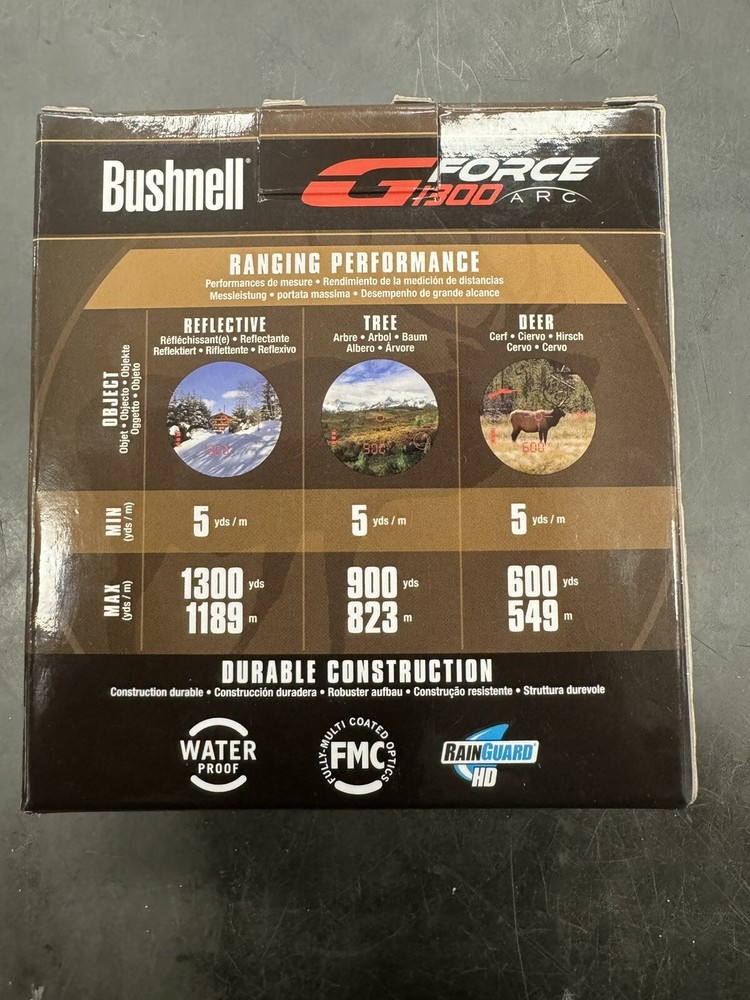 Bushnell®
G FORCE
1300 ARC
RANGING PERFORMANCE
Performances de mesure • Rendimiento de la medición de distancias
Messleistung • portata massima • Desempenho de grande alcance
OBJECT
Objet • Objecto • Objekte
Oggetto • Objeto
REFLECTIVE
Réfléchissant(e) • Reflectante
Reflektiert • Riflettente • Reflexivo
TREE
Arbre • Arbol • Baum
Albero • Árvore
DEER
Cerf • Ciervo • Hirsch
Cervo • Cervo
600
MIN
(yds / m)
5 yds / m
5 yds / m
5 yds / m
MAX
(yds / m)
1300 yds
1189 m
900 yds
823 m
600 yds
549 m
DURABLE CONSTRUCTION
Construction durable • Construcción duradera • Robuster aufbau • Construção resistente • Struttura durevole
WATER
PROOF
FULLY-MULTI COATED OPTICS
FMC
RAINGUARD®
HD